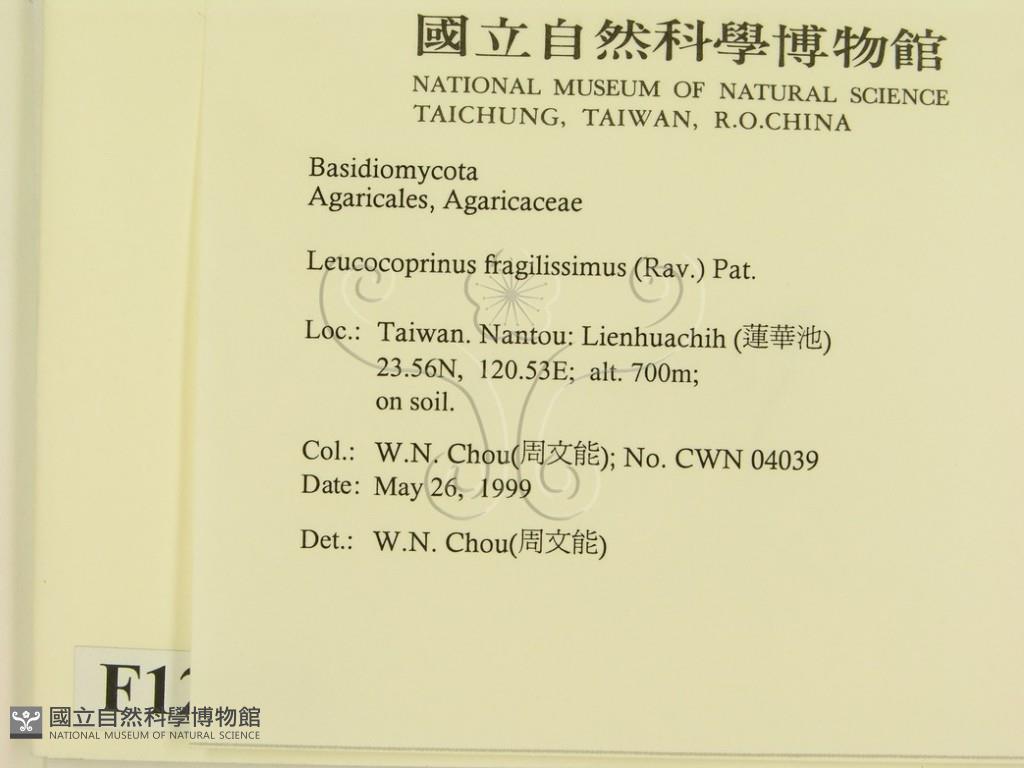 國立自然科學博物館
NATIONAL MUSEUM OF NATURAL SCIENCE
TAICHUNG, TAIWAN, R.O.CHINA
Basidiomycota
Agaricales, Agaricaceae
Leucocoprinus fragilissimus (Rav.) Pat.
Loc.: Taiwan. Nantou: Lienhuachih (蓮華池)
23.56N, 120.53E; alt. 700m;
on soil.
Col.: W.N. Chou(周文能); No. CWN 04039
Date: May 26, 1999
Det.: W.N. Chou(周文能)
F12
國立自然科學博物館
NATIONAL MUSEUM OF NATURAL SCIENCE